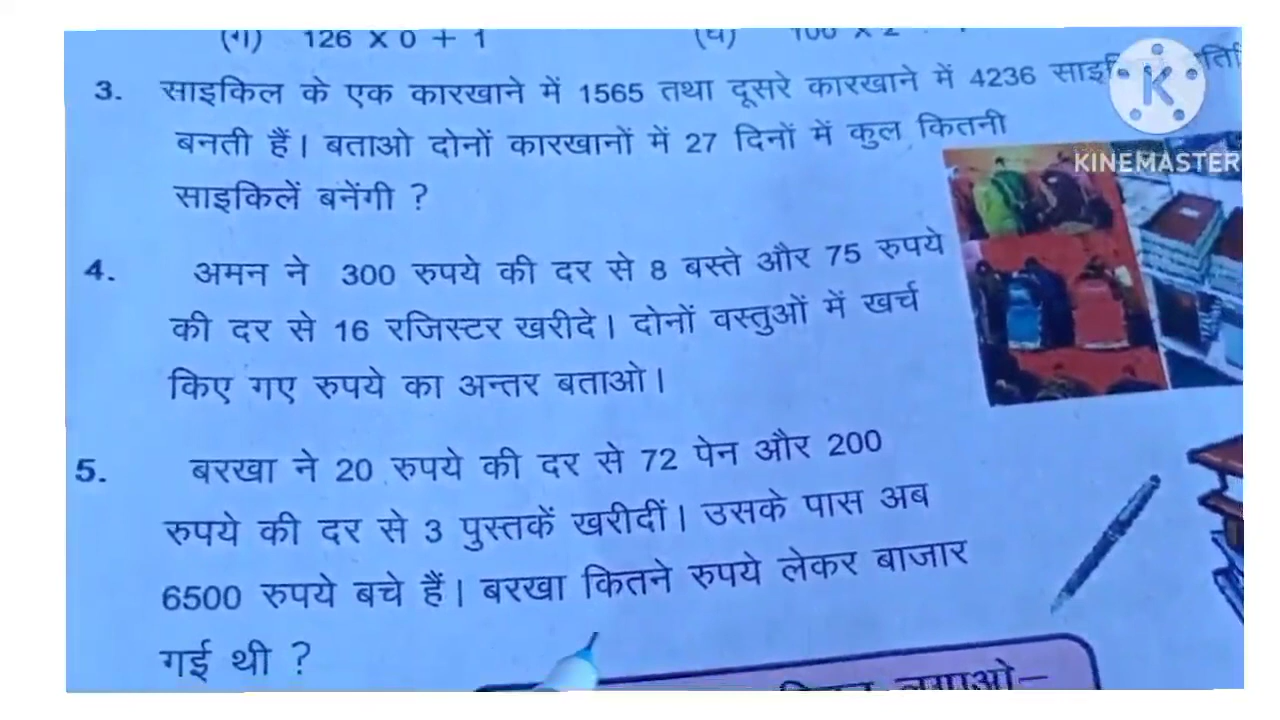 (ग) 126 X 0 + 1
(घ) 100 X 2
3. साइकिल के एक कारखाने में 1565 तथा दूसरे कारखाने में 4236
बनती हैं। बताओ दोनों कारखानों में 27 दिनों में कुल कितनी
साइकिलें बनेंगी ?
KINEMASTER
4. अमन ने 300 रुपये की दर से 8 बस्ते और 75 रुपये
की दर से 16 रजिस्टर खरीदे। दोनों वस्तुओं में खर्च
किए गए रुपये का अन्तर बताओ।
5. बरखा ने 20 रुपये की दर से 72 पेन और 200
रुपये की दर से 3 पुस्तकें खरीदीं। उसके पास अब
6500 रुपये बचे हैं। बरखा कितने रुपये लेकर बाजार
गई थी ?